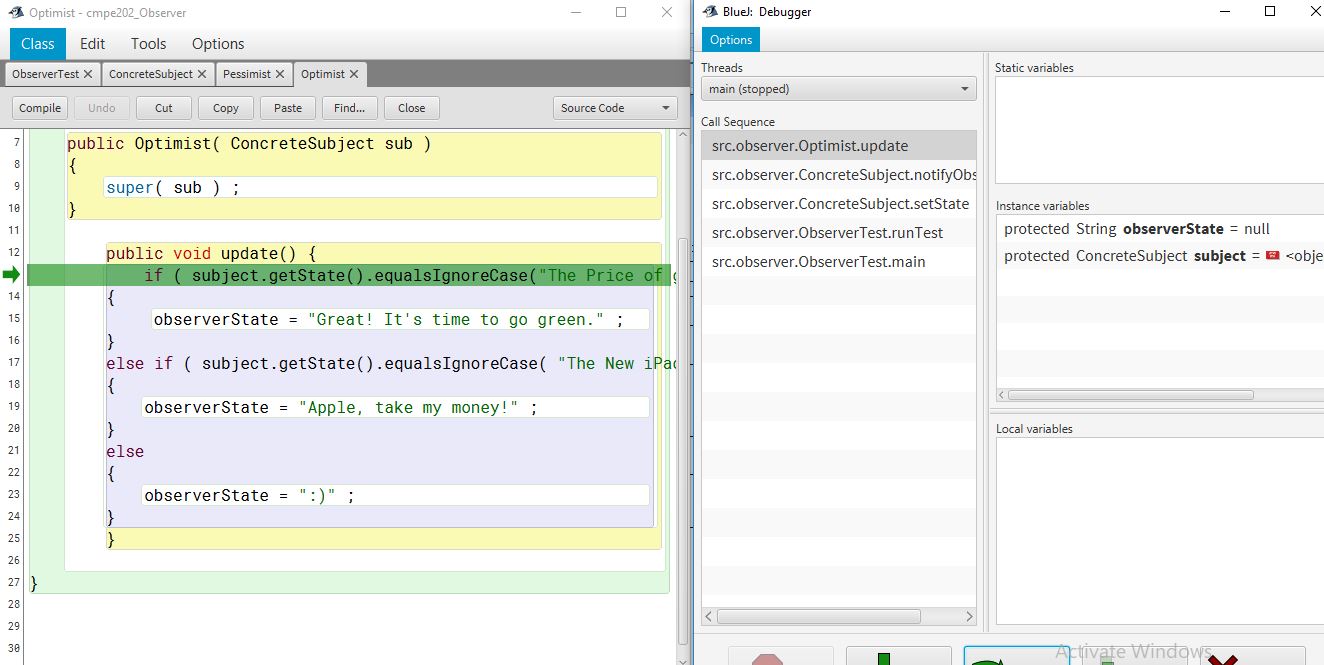 Optimist - cmpe202_Observer
Class Edit Tools Options
ObserverTest ConcreteSubject Pessimist Optimist
Compile Undo Cut Copy Paste Find... Close Source Code
7 public Optimist( ConcreteSubject sub )
8 {
9 super( sub ) ;
10 }
11
12 public void update() {
if ( subject.getState().equalsIgnoreCase("The Price of
14 {
15 observerState = "Great! It's time to go green." ;
16 }
17 else if ( subject.getState().equalsIgnoreCase( "The New iPad
18 {
19 observerState = "Apple, take my money!" ;
20 }
21 else
22 {
23 observerState = ":)" ;
24 }
25 }
26
27 }
28
29
30
BlueJ: Debugger
Options
Threads
main (stopped)
Call Sequence
src.observer.Optimist.update
src.observer.ConcreteSubject.notifyObs
src.observer.ConcreteSubject.setState
src.observer.ObserverTest.runTest
src.observer.ObserverTest.main
Static variables
Instance variables
protected String observerState = null
protected ConcreteSubject subject = <obje
Local variables
Activate Windows